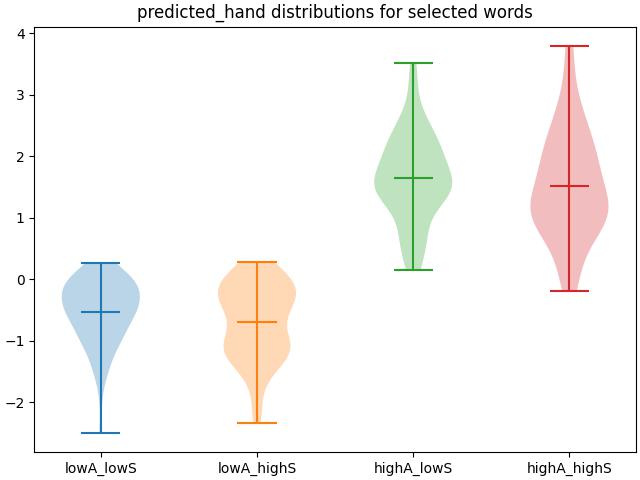 predicted_hand distributions for selected words
4
3
2
1
0
−1
−2
lowA_lowS
lowA_highS
highA_lowS
highA_highS